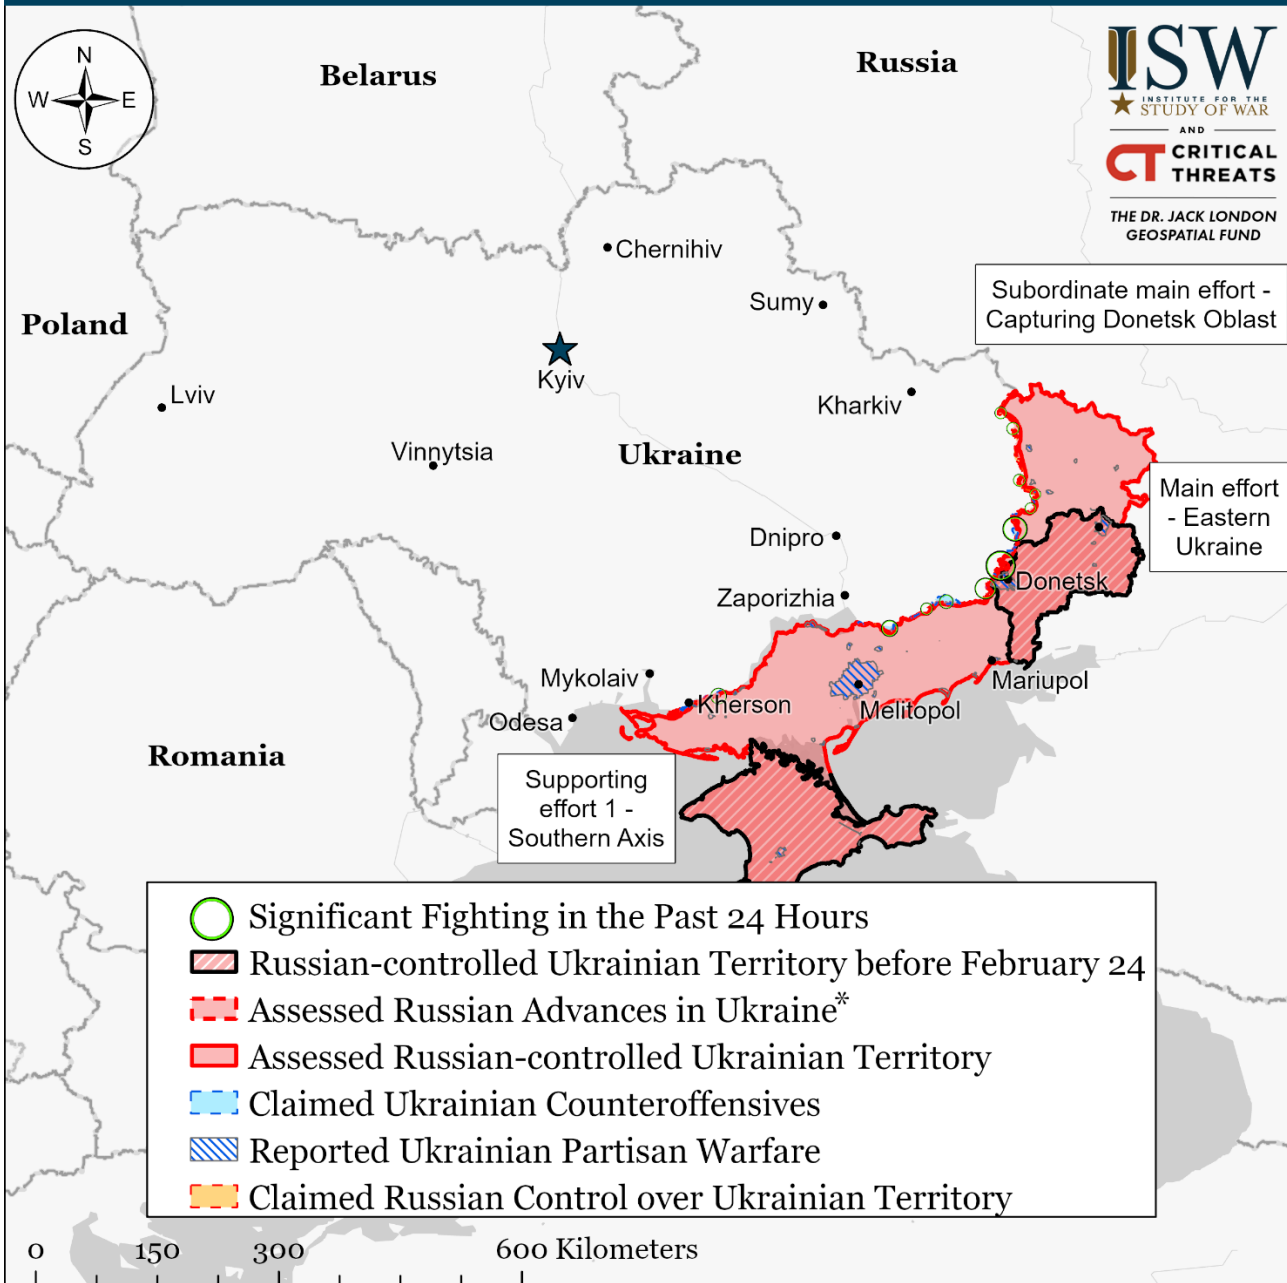 N
W
E
S
Belarus
Russia
ISW
INSTITUTE FOR THE
STUDY OF WAR
AND
CT CRITICAL
THREATS
THE DR. JACK LONDON
GEOSPATIAL FUND
Chernihiv
Subordinate main effort -
Capturing Donetsk Oblast
Sumy
Poland
Kyiv
Lviv
Kharkiv
Vinnytsia
Ukraine
Main effort
- Eastern
Ukraine
Dnipro
Donetsk
Zaporizhia
Mykolaiv
Mariupol
Kherson
Melitopol
Odesa
Romania
Supporting
effort 1 -
Southern Axis
Significant Fighting in the Past 24 Hours
Russian-controlled Ukrainian Territory before February 24
Assessed Russian Advances in Ukraine*
Assessed Russian-controlled Ukrainian Territory
Claimed Ukrainian Counteroffensives
Reported Ukrainian Partisan Warfare
Claimed Russian Control over Ukrainian Territory
0 150 300 600 Kilometers